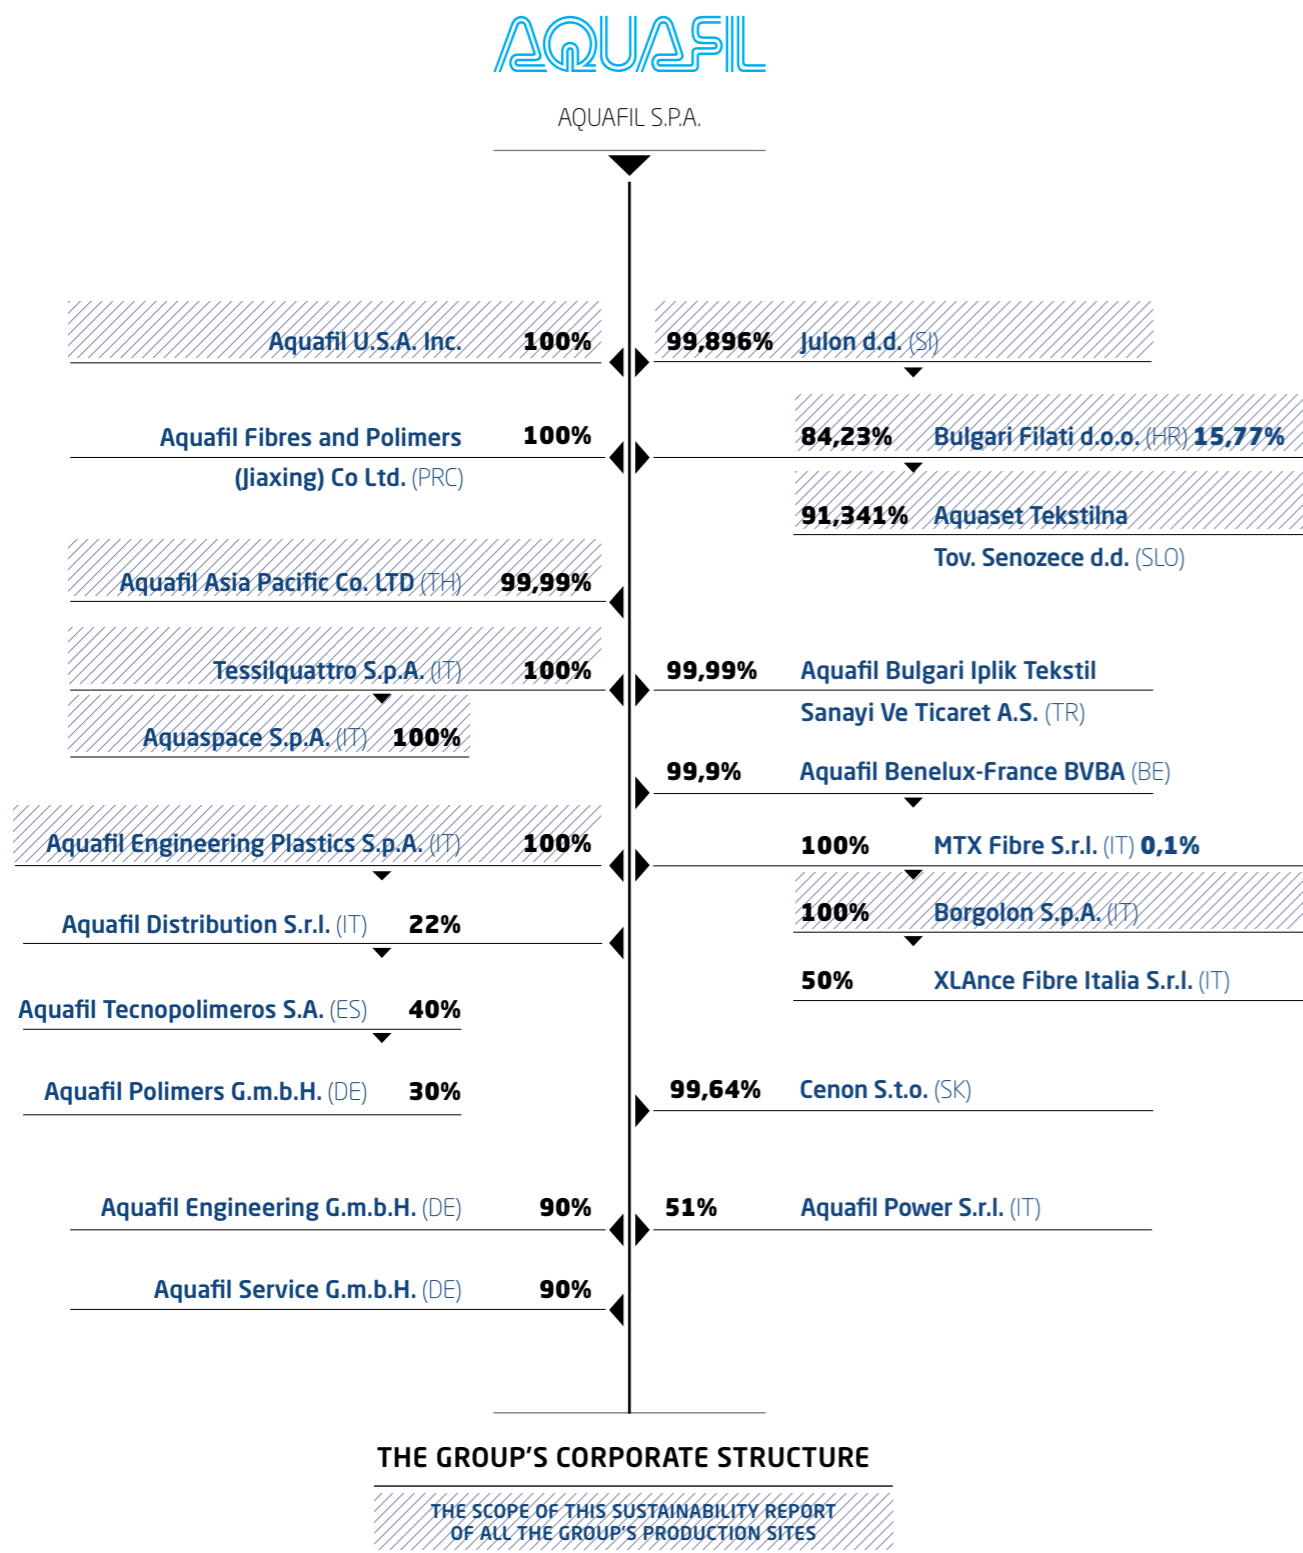 AQUAFIL
AQUAFIL S.P.A.
Aquafil U.S.A. Inc. 100%
99,896% Julon d.d. (SI)
Aquafil Fibres and Polimers 100%
(Jiaxing) Co Ltd. (PRC)
84,23% Bulgari Filati d.o.o. (HR) 15,77%
91,341% Aquaset Tekstilna
Tov. Senozece d.d. (SLO)
Aquafil Asia Pacific Co. LTD (TH) 99,99%
Tessilquattro S.p.A. (IT) 100%
99,99% Aquafil Bulgari Iplik Tekstil
Sanayi Ve Ticaret A.S. (TR)
Aquaspace S.p.A. (IT) 100%
99,9% Aquafil Benelux-France BVBA (BE)
Aquafil Engineering Plastics S.p.A. (IT) 100%
100% MTX Fibre S.r.l. (IT) 0,1%
Aquafil Distribution S.r.l. (IT) 22%
100% Borgolon S.p.A. (IT)
50% XLAnce Fibre Italia S.r.l. (IT)
Aquafil Tecnopolimeros S.A. (ES) 40%
Aquafil Polimers G.m.b.H. (DE) 30%
99,64% Cenon S.t.o. (SK)
Aquafil Engineering G.m.b.H. (DE) 90%
51% Aquafil Power S.r.l. (IT)
Aquafil Service G.m.b.H. (DE) 90%
THE GROUP'S CORPORATE STRUCTURE
THE SCOPE OF THIS SUSTAINABILITY REPORT
OF ALL THE GROUP'S PRODUCTION SITES